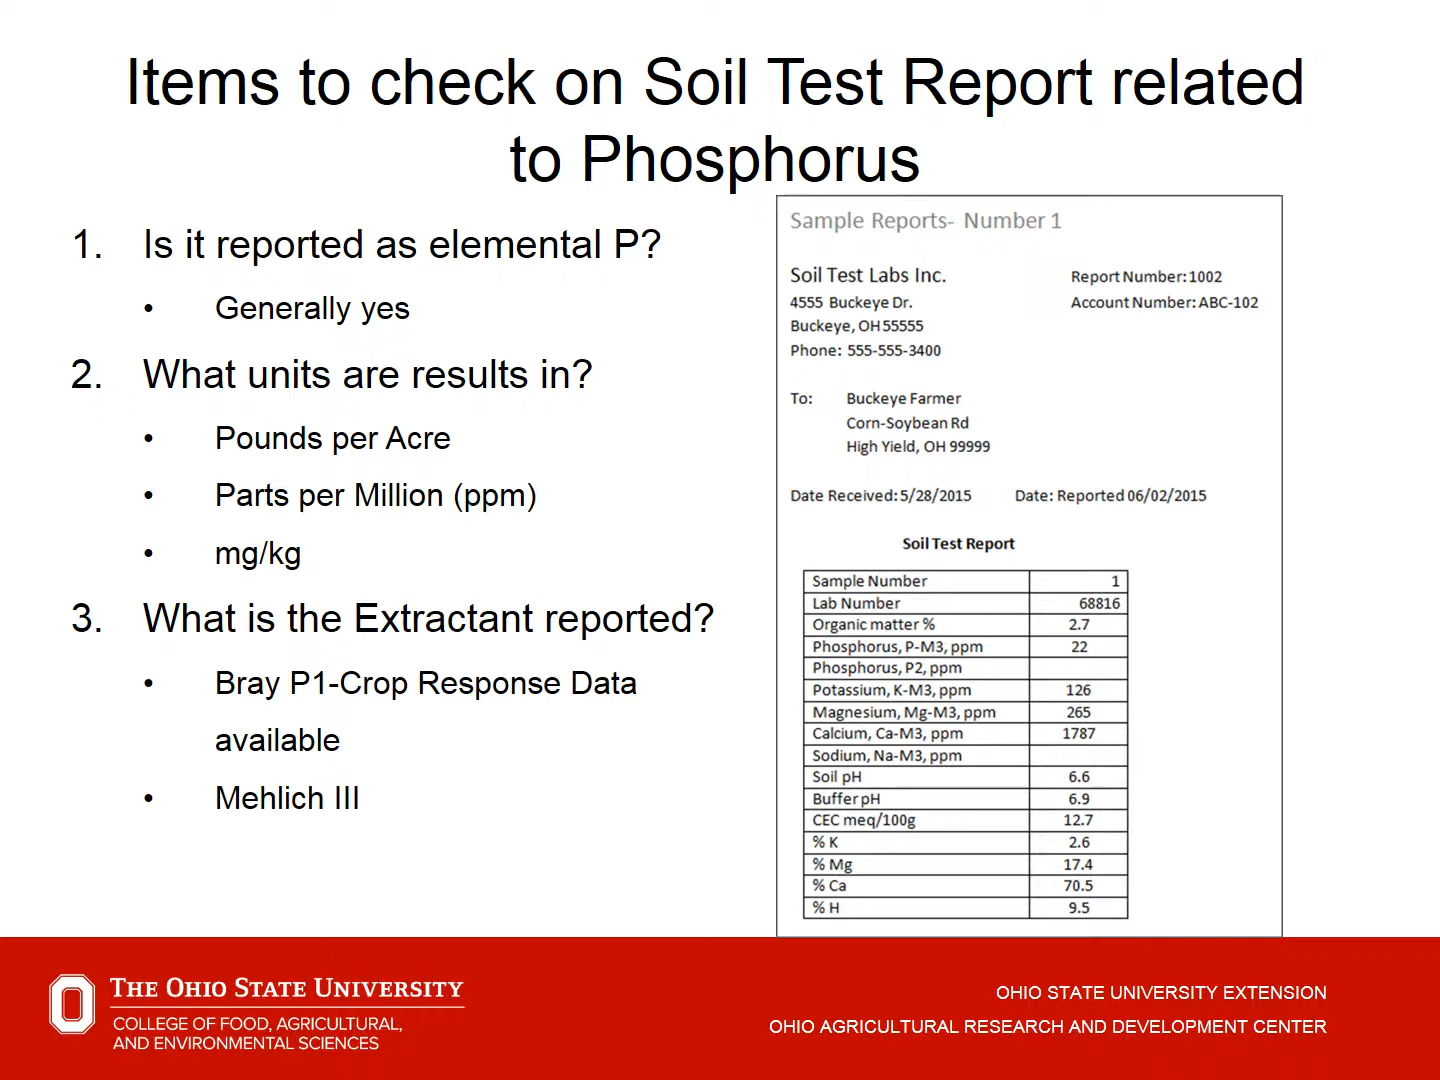 Items to check on Soil Test Report related
to Phosphorus
1. Is it reported as elemental P?
• Generally yes
2. What units are results in?
• Pounds per Acre
• Parts per Million (ppm)
• mg/kg
3. What is the Extractant reported?
• Bray P1-Crop Response Data
available
• Mehlich III
Sample Reports- Number 1
Soil Test Labs Inc. Report Number: 1002
4555 Buckeye Dr. Account Number: ABC-102
Buckeye, OH 55555
Phone: 555-555-3400
To: Buckeye Farmer
Corn-Soybean Rd
High Yield, OH 99999
Date Received: 5/28/2015 Date: Reported 06/02/2015
Soil Test Report
Sample Number 1
Lab Number 68816
Organic matter % 2.7
Phosphorus, P-M3, ppm 22
Phosphorus, P2, ppm
Potassium, K-M3, ppm 126
Magnesium, Mg-M3, ppm 265
Calcium, Ca-M3, ppm 1787
Sodium, Na-M3, ppm
Soil pH 6.6
Buffer pH 6.9
CEC meq/100g 12.7
% K 2.6
% Mg 17.4
% Ca 70.5
% H 9.5
THE OHIO STATE UNIVERSITY
COLLEGE OF FOOD, AGRICULTURAL,
AND ENVIRONMENTAL SCIENCES
OHIO STATE UNIVERSITY EXTENSION
OHIO AGRICULTURAL RESEARCH AND DEVELOPMENT CENTER